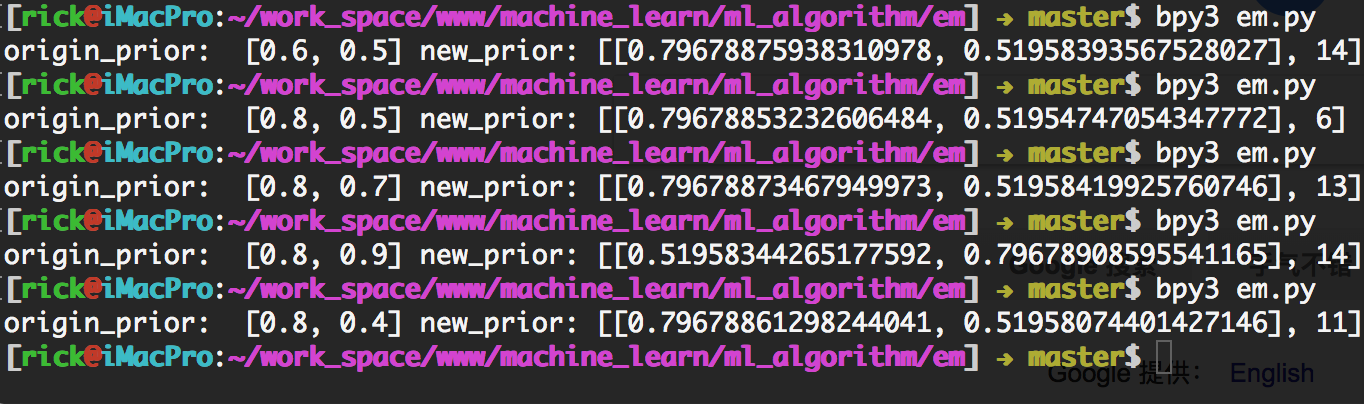 [rick@iMacPro:~/work_space/www/machine_learn/ml_algorithm/em] → master$ bpy3 em.py
origin_prior:  [0.6, 0.5] new_prior: [[0.79678875938310978, 0.51958393567528027], 14]
[rick@iMacPro:~/work_space/www/machine_learn/ml_algorithm/em] → master$ bpy3 em.py
origin_prior:  [0.8, 0.5] new_prior: [[0.79678853232606484, 0.51954747054347772], 6]
[rick@iMacPro:~/work_space/www/machine_learn/ml_algorithm/em] → master$ bpy3 em.py
origin_prior:  [0.8, 0.7] new_prior: [[0.79678873467949973, 0.51958419925760746], 13]
[rick@iMacPro:~/work_space/www/machine_learn/ml_algorithm/em] → master$ bpy3 em.py
origin_prior:  [0.8, 0.9] new_prior: [[0.51958344265177592, 0.79678908595541165], 14]
Google 搜索 手气不错
[rick@iMacPro:~/work_space/www/machine_learn/ml_algorithm/em] → master$ bpy3 em.py
origin_prior:  [0.8, 0.4] new_prior: [[0.79678861298244041, 0.51958074401427146], 11]
[rick@iMacPro:~/work_space/www/machine_learn/ml_algorithm/em] → master$
Google 提供： English